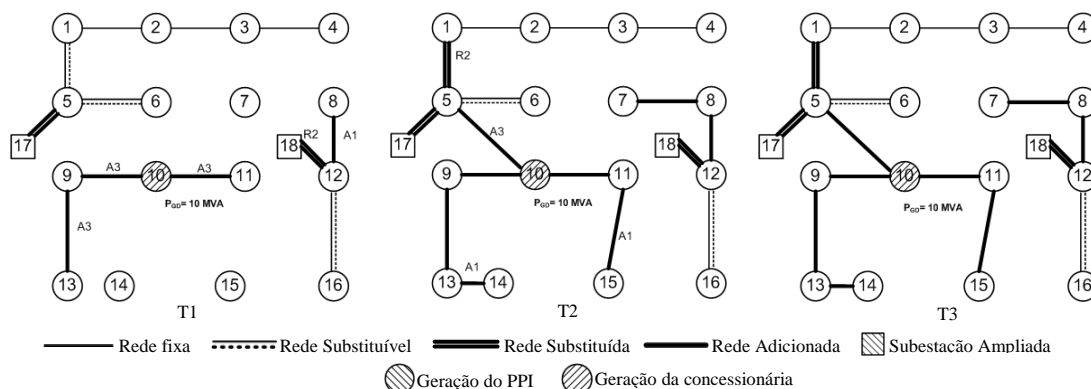 1 2 3 4
5 6 7 8
17 R2 18 A1
9 A3 10 A3 11 12
P_GD= 10 MVA
A3
13 14 15 16
T1
1 2 3 4
R2
5 6 7 8
17 A3 18
9 10 11 12
P_GD= 10 MVA
A1
A1
13 14 15 16
T2
1 2 3 4
5 6 7 8
17 18
9 10 11 12
P_GD= 10 MVA
13 14 15 16
T3
Rede fixa Rede Substituível Rede Substituída Rede Adicionada Subestação Ampliada
Geração do PPI Geração da concessionária